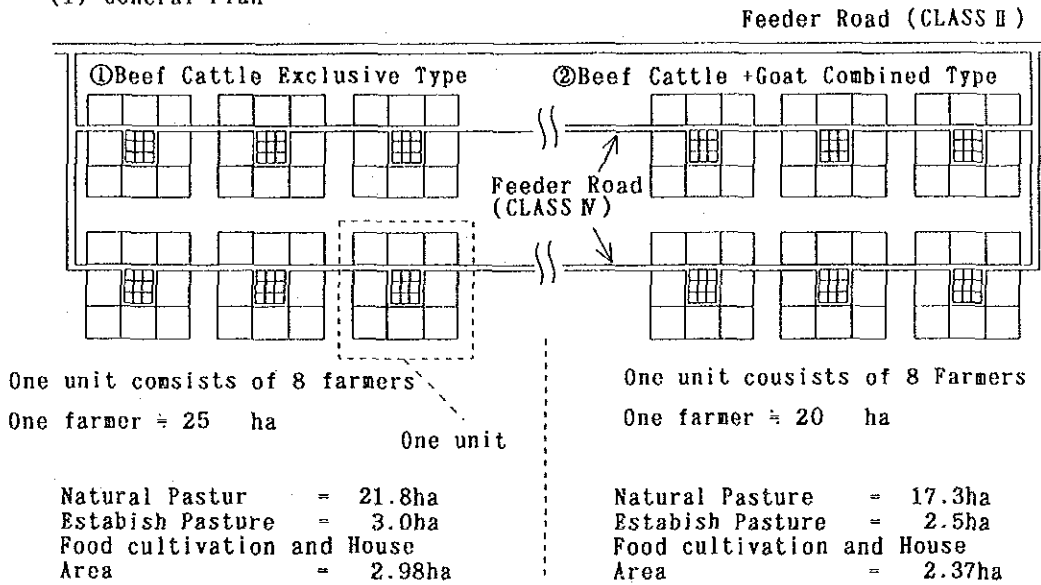 (1) General Plan
Feeder Road (CLASS Ⅱ)
①Beef Cattle Exclusive Type
②Beef Cattle +Goat Combined Type
Feeder Road
(CLASS Ⅳ)
One unit comsists of 8 farmers
One farmer ≒ 25 ha
One unit
Natural Pastur = 21.8ha
Estabish Pasture = 3.0ha
Food cultivation and House
Area = 2.98ha
One unit cousists of 8 Farmers
One farmer ≒ 20 ha
Natural Pasture = 17.3ha
Estabish Pasture = 2.5ha
Food cultivation and House
Area = 2.37ha